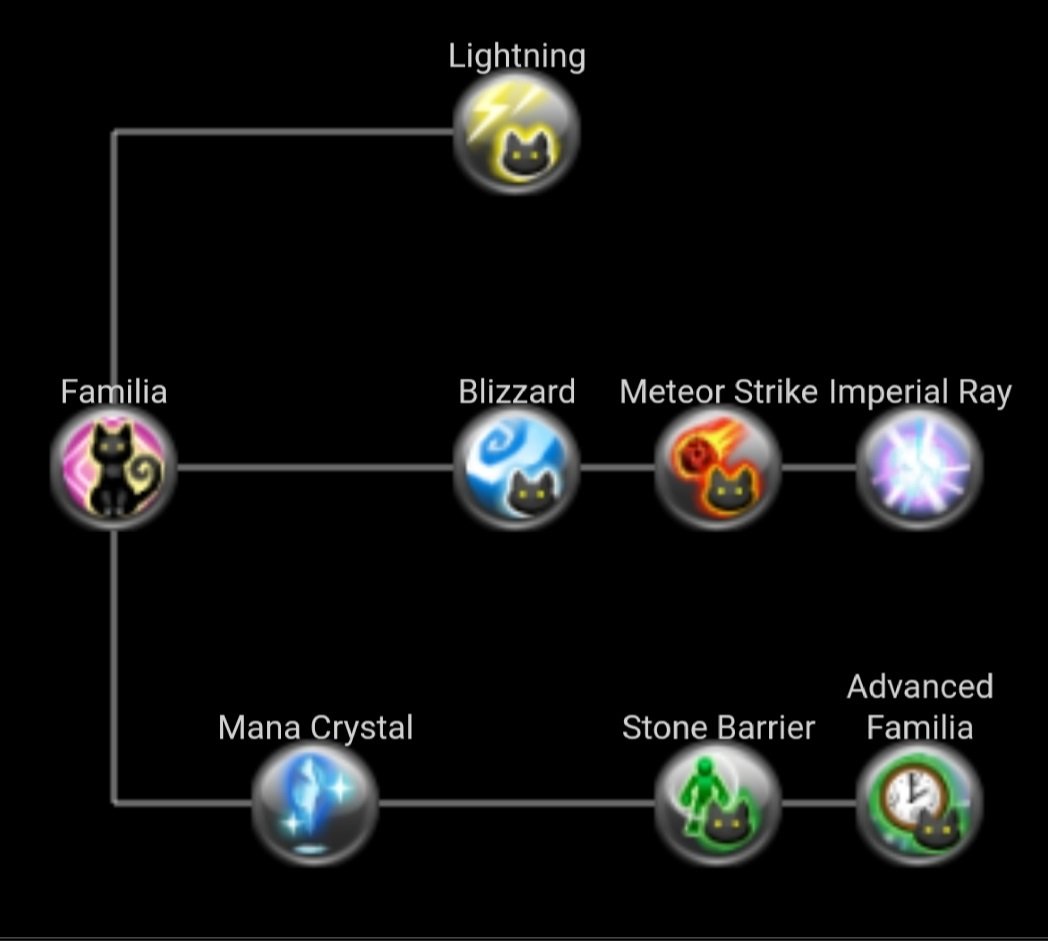 Lightning
Familia
Blizzard
Meteor Strike
Imperial Ray
Mana Crystal
Stone Barrier
Advanced
Familia